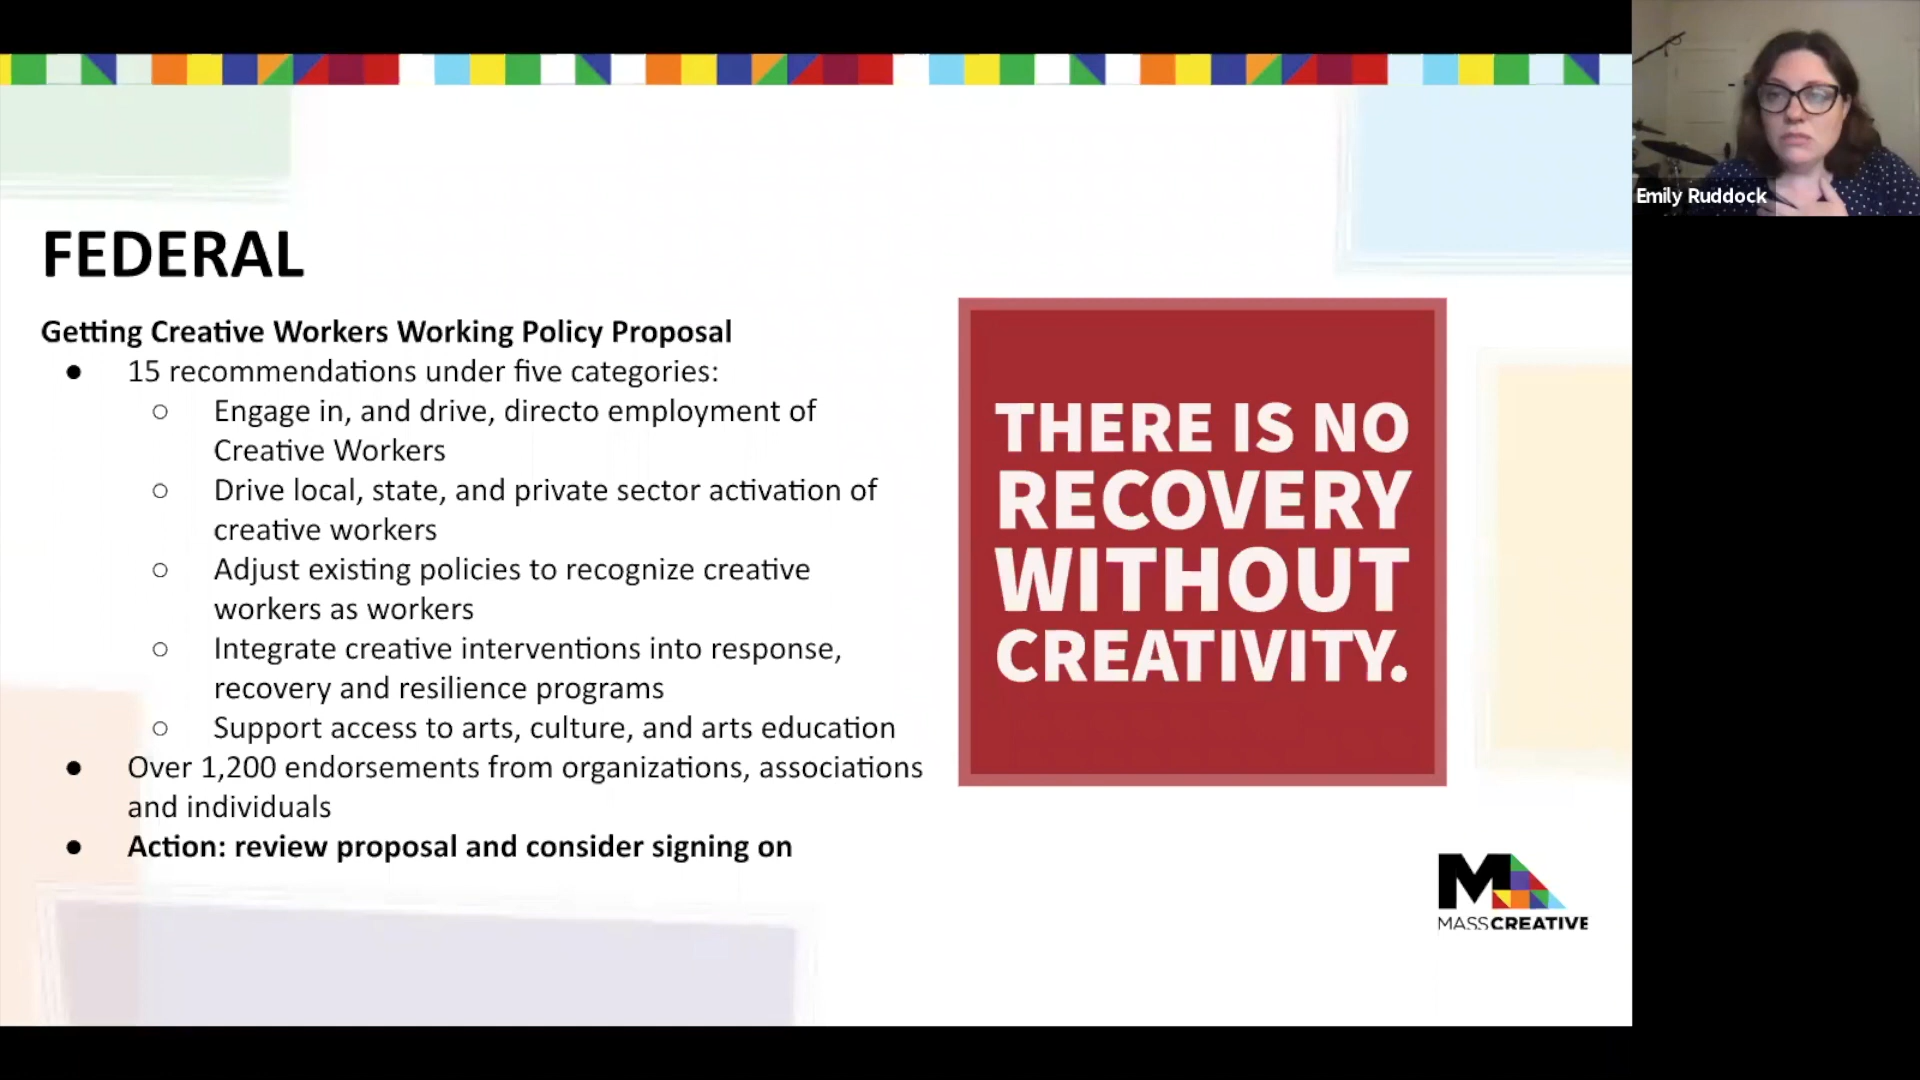 FEDERAL
Getting Creative Workers Working Policy Proposal
● 15 recommendations under five categories:
○ Engage in, and drive, directo employment of
Creative Workers
○ Drive local, state, and private sector activation of
creative workers
○ Adjust existing policies to recognize creative
workers as workers
○ Integrate creative interventions into response,
recovery and resilience programs
○ Support access to arts, culture, and arts education
● Over 1,200 endorsements from organizations, associations
and individuals
● Action: review proposal and consider signing on
THERE IS NO
RECOVERY
WITHOUT
CREATIVITY.
M
MASSCREATIVE
Emily Ruddock